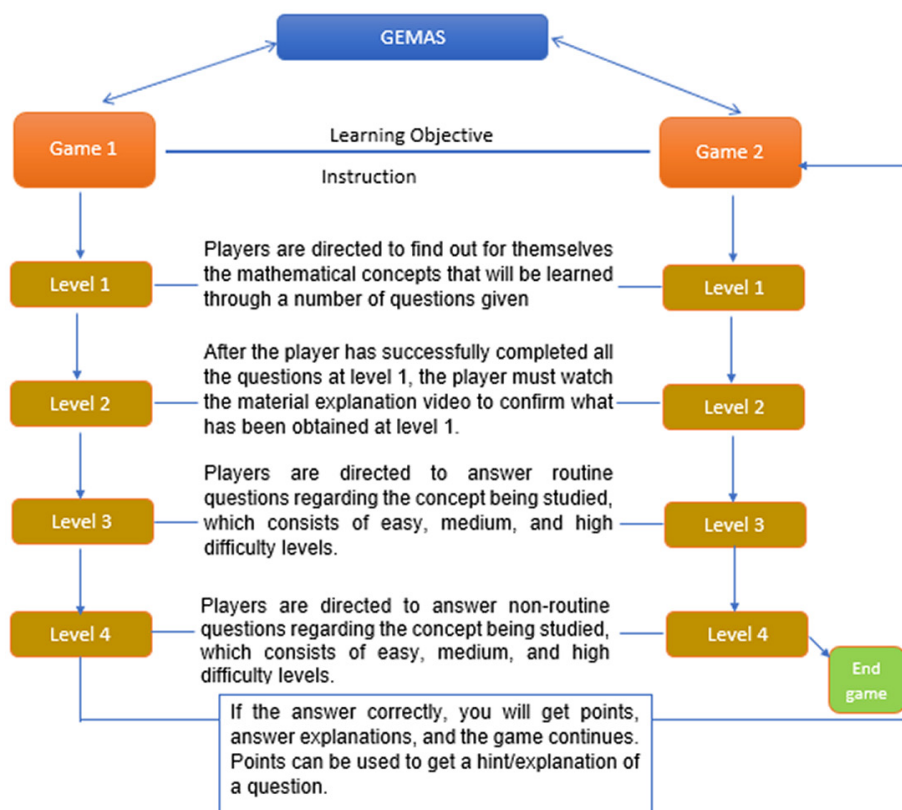 GEMAS
Game 1
Learning Objective
Game 2
Instruction
Players are directed to find out for themselves
the mathematical concepts that will be learned
through a number of questions given
Level 1
Level 1
After the player has successfully completed all
the questions at level 1, the player must watch
the material explanation video to confirm what
has been obtained at level 1.
Level 2
Level 2
Players are directed to answer routine
questions regarding the concept being studied,
which consists of easy, medium, and high
difficulty levels.
Level 3
Level 3
Players are directed to answer non-routine
questions regarding the concept being studied,
which consists of easy, medium, and high
difficulty levels.
Level 4
Level 4
End
game
If the answer correctly, you will get points,
answer explanations, and the game continues.
Points can be used to get a hint/explanation of
a question.